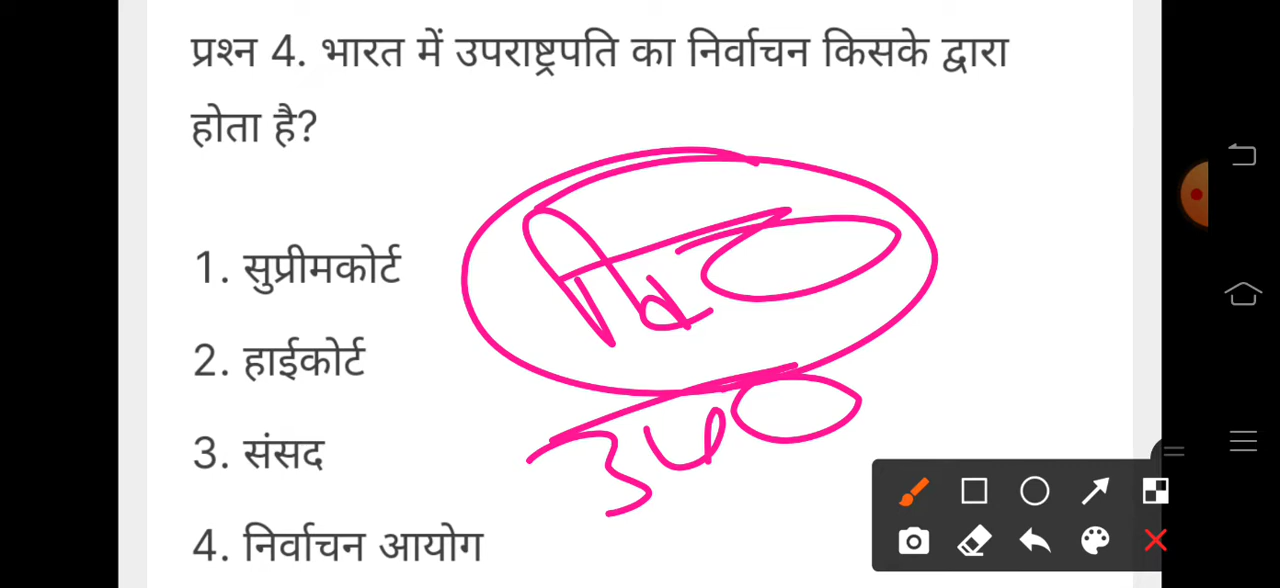 प्रश्न 4. भारत में उपराष्ट्रपति का निर्वाचन किसके द्वारा
होता है?
1. सुप्रीमकोर्ट
2. हाईकोर्ट
3. संसद
4. निर्वाचन आयोग